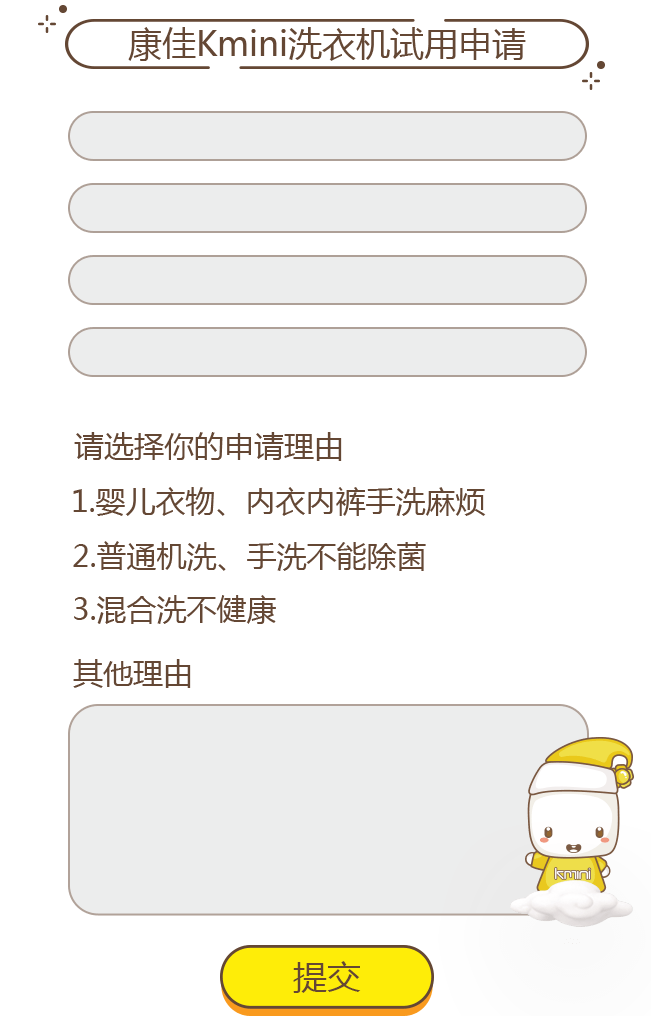 康佳Kmini洗衣机试用申请
请选择你的申请理由
1.婴儿衣物、内衣内裤手洗麻烦
2.普通机洗、手洗不能除菌
3.混合洗不健康
其他理由
kmini
提交